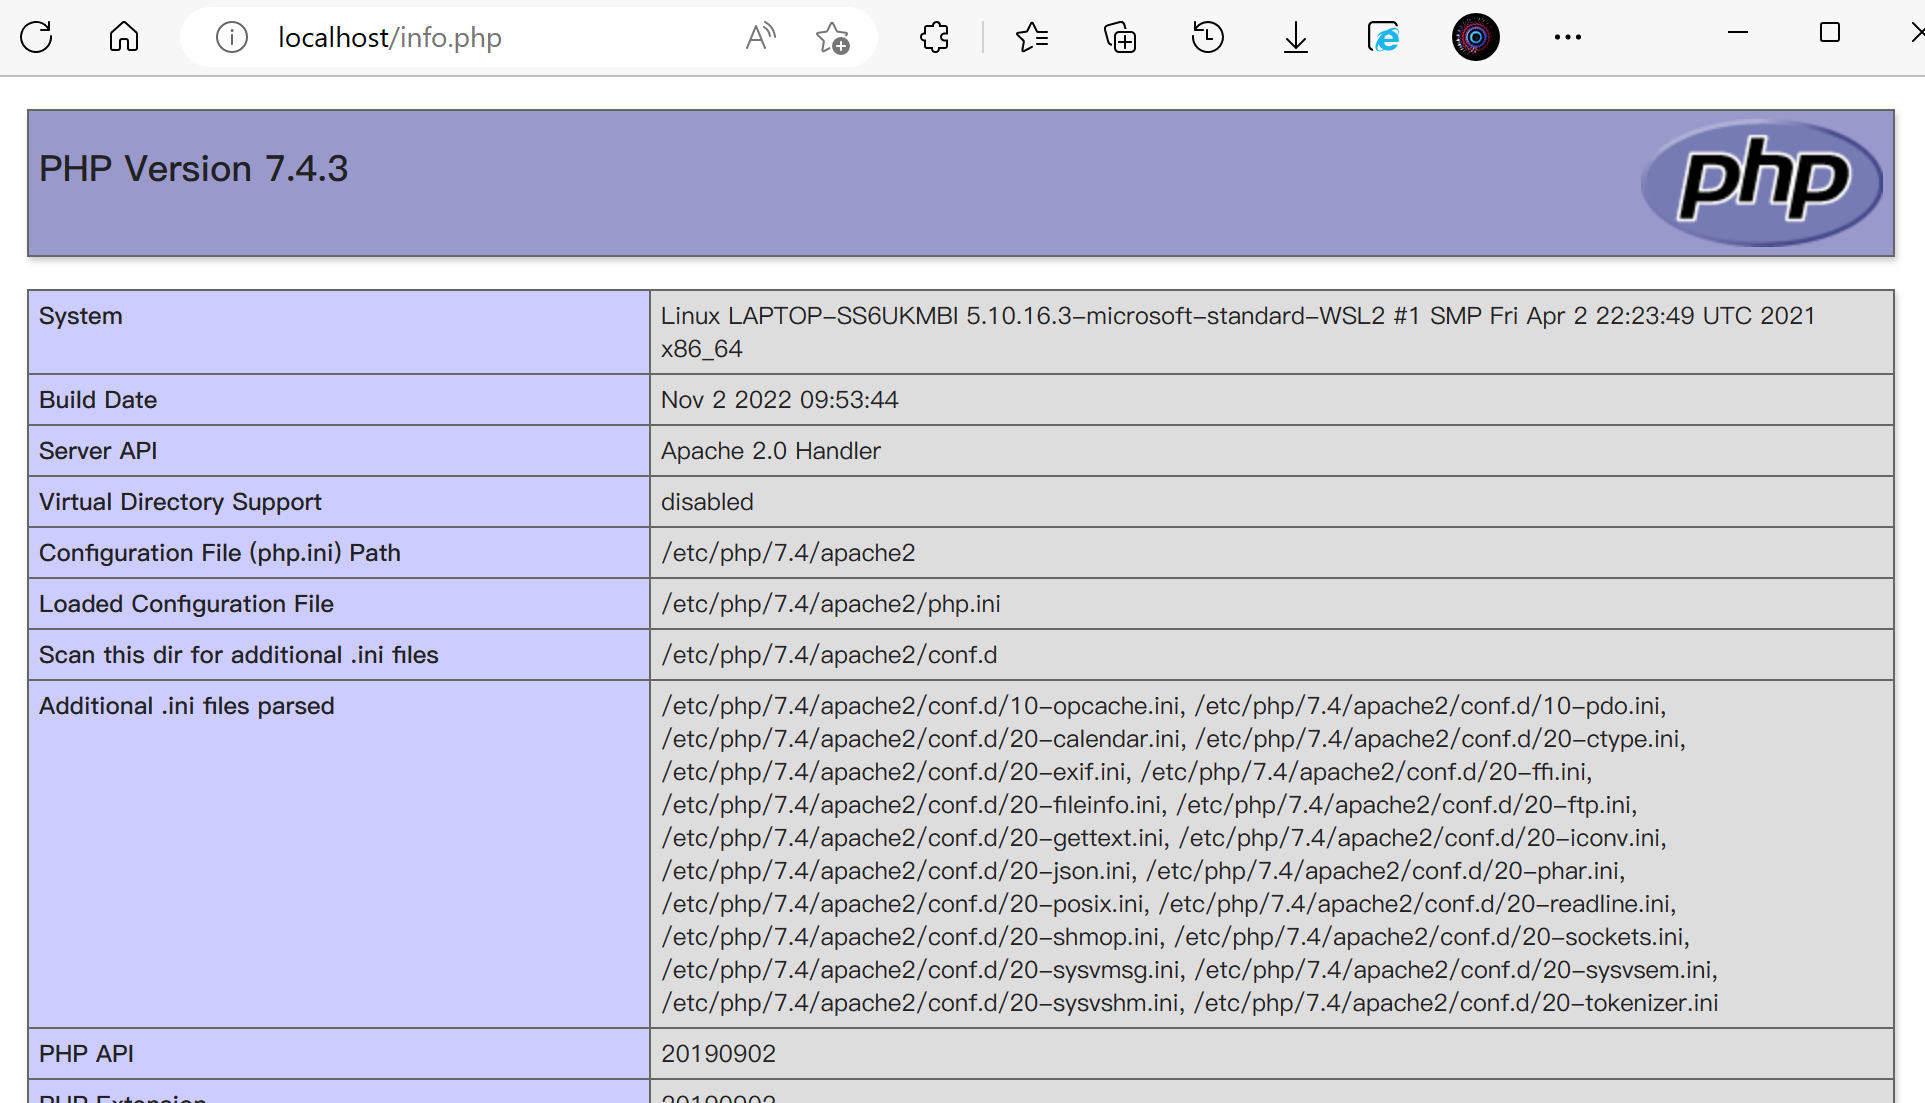 localhost/info.php
PHP Version 7.4.3
php
System
Linux LAPTOP-SS6UKMBI 5.10.16.3-microsoft-standard-WSL2 #1 SMP Fri Apr 2 22:23:49 UTC 2021
x86_64
Build Date
Nov 2 2022 09:53:44
Server API
Apache 2.0 Handler
Virtual Directory Support
disabled
Configuration File (php.ini) Path
/etc/php/7.4/apache2
Loaded Configuration File
/etc/php/7.4/apache2/php.ini
Scan this dir for additional .ini files
/etc/php/7.4/apache2/conf.d
Additional .ini files parsed
/etc/php/7.4/apache2/conf.d/10-opcache.ini, /etc/php/7.4/apache2/conf.d/10-pdo.ini,
/etc/php/7.4/apache2/conf.d/20-calendar.ini, /etc/php/7.4/apache2/conf.d/20-ctype.ini,
/etc/php/7.4/apache2/conf.d/20-exif.ini, /etc/php/7.4/apache2/conf.d/20-ffi.ini,
/etc/php/7.4/apache2/conf.d/20-fileinfo.ini, /etc/php/7.4/apache2/conf.d/20-ftp.ini,
/etc/php/7.4/apache2/conf.d/20-gettext.ini, /etc/php/7.4/apache2/conf.d/20-iconv.ini,
/etc/php/7.4/apache2/conf.d/20-json.ini, /etc/php/7.4/apache2/conf.d/20-phar.ini,
/etc/php/7.4/apache2/conf.d/20-posix.ini, /etc/php/7.4/apache2/conf.d/20-readline.ini,
/etc/php/7.4/apache2/conf.d/20-shmop.ini, /etc/php/7.4/apache2/conf.d/20-sockets.ini,
/etc/php/7.4/apache2/conf.d/20-sysvmsg.ini, /etc/php/7.4/apache2/conf.d/20-sysvsem.ini,
/etc/php/7.4/apache2/conf.d/20-sysvshm.ini, /etc/php/7.4/apache2/conf.d/20-tokenizer.ini
PHP API
20190902
PHP Extension
20190902